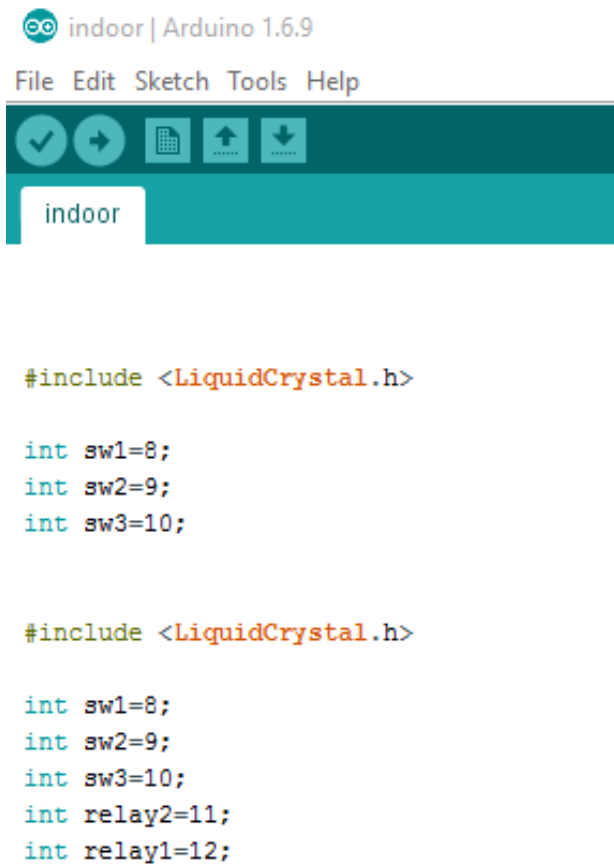 indoor | Arduino 1.6.9
File Edit Sketch Tools Help
indoor
#include <LiquidCrystal.h>
int sw1=8;
int sw2=9;
int sw3=10;
#include <LiquidCrystal.h>
int sw1=8;
int sw2=9;
int sw3=10;
int relay2=11;
int relay1=12;